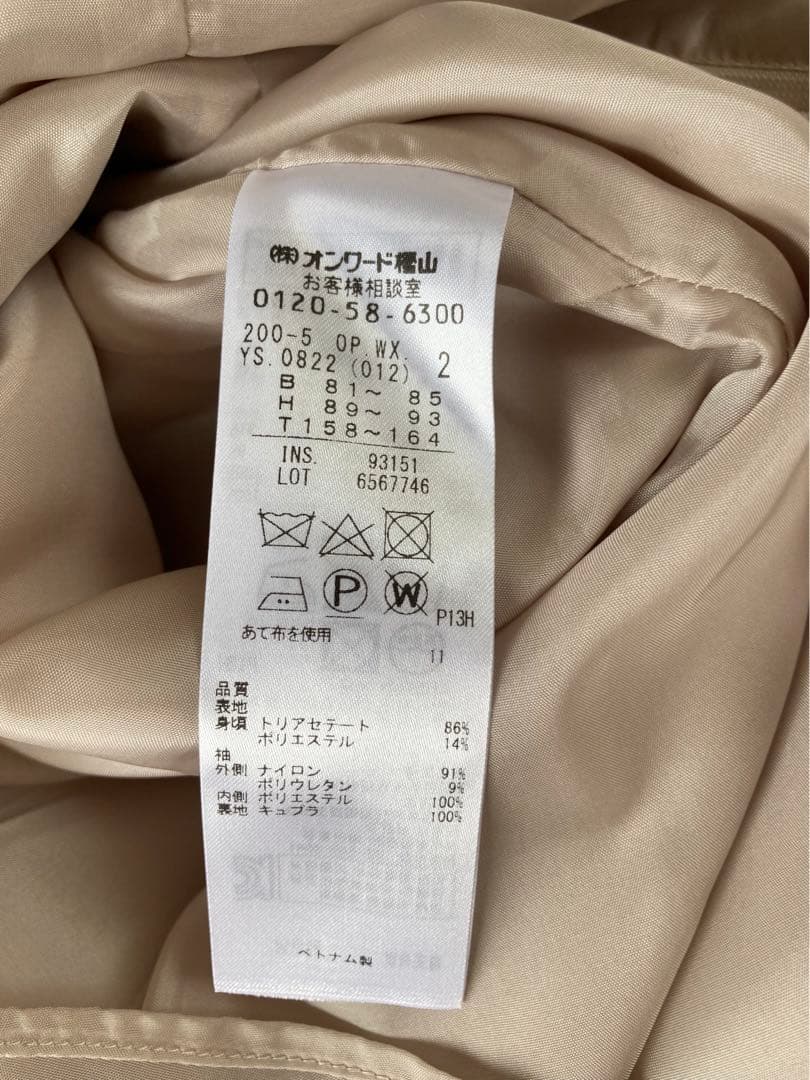 (株)オンワード樫山
お客様相談室
0120-58-6300
200-5 OP.WX. 2
YS.0822 (012)
B 81~ 85
H 89~ 93
T 158~164
INS. 93151
LOT 6567746
P W P13H
あて布を使用
11
品質
表地
身頃 トリアセテート 86%
ポリエステル 14%
袖
外側 ナイロン 91%
ポリウレタン 9%
内側 ポリエステル 100%
裏地 キュプラ 100%
ベトナム製